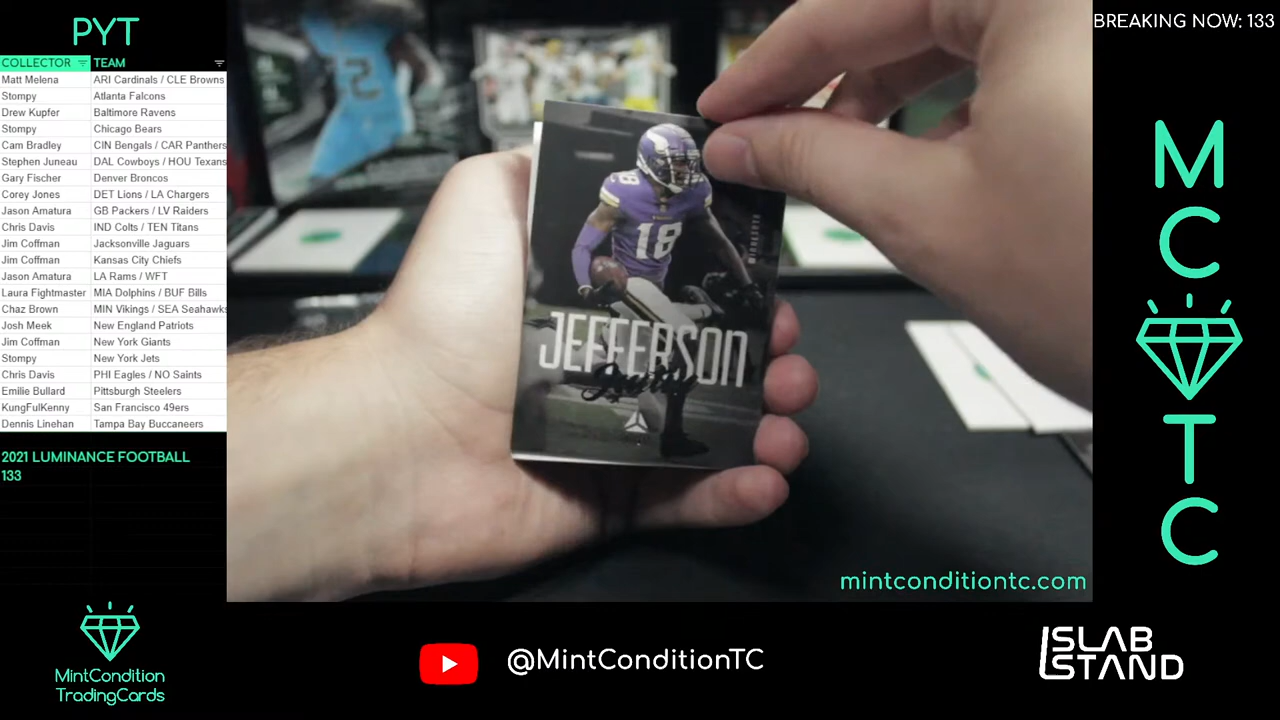 PYT
BREAKING NOW: 133
COLLECTOR TEAM
Matt Melena ARI Cardinals / CLE Browns
Stompy Atlanta Falcons
Drew Kupfer Baltimore Ravens
Stompy Chicago Bears
Cam Bradley CIN Bengals / CAR Panthers
Stephen Juneau DAL Cowboys / HOU Texans
Gary Fischer Denver Broncos
Corey Jones DET Lions / LA Chargers
Jason Amatura GB Packers / LV Raiders
Chris Davis IND Colts / TEN Titans
Jim Coffman Jacksonville Jaguars
Jim Coffman Kansas City Chiefs
Jason Amatura LA Rams / WFT
Laura Fightmaster MIA Dolphins / BUF Bills
Chaz Brown MIN Vikings / SEA Seahawks
Josh Meek New England Patriots
Jim Coffman New York Giants
Stompy New York Jets
Chris Davis PHI Eagles / NO Saints
Emilie Bullard Pittsburgh Steelers
KungFulKenny San Francisco 49ers
Dennis Linehan Tampa Bay Buccaneers
2021 LUMINANCE FOOTBALL
133
18
18
MINNESOTA
JEFFERSON
Justin
M
C
T
C
mintconditiontc.com
MintCondition
TradingCards
@MintConditionTC
SLAB
STAND